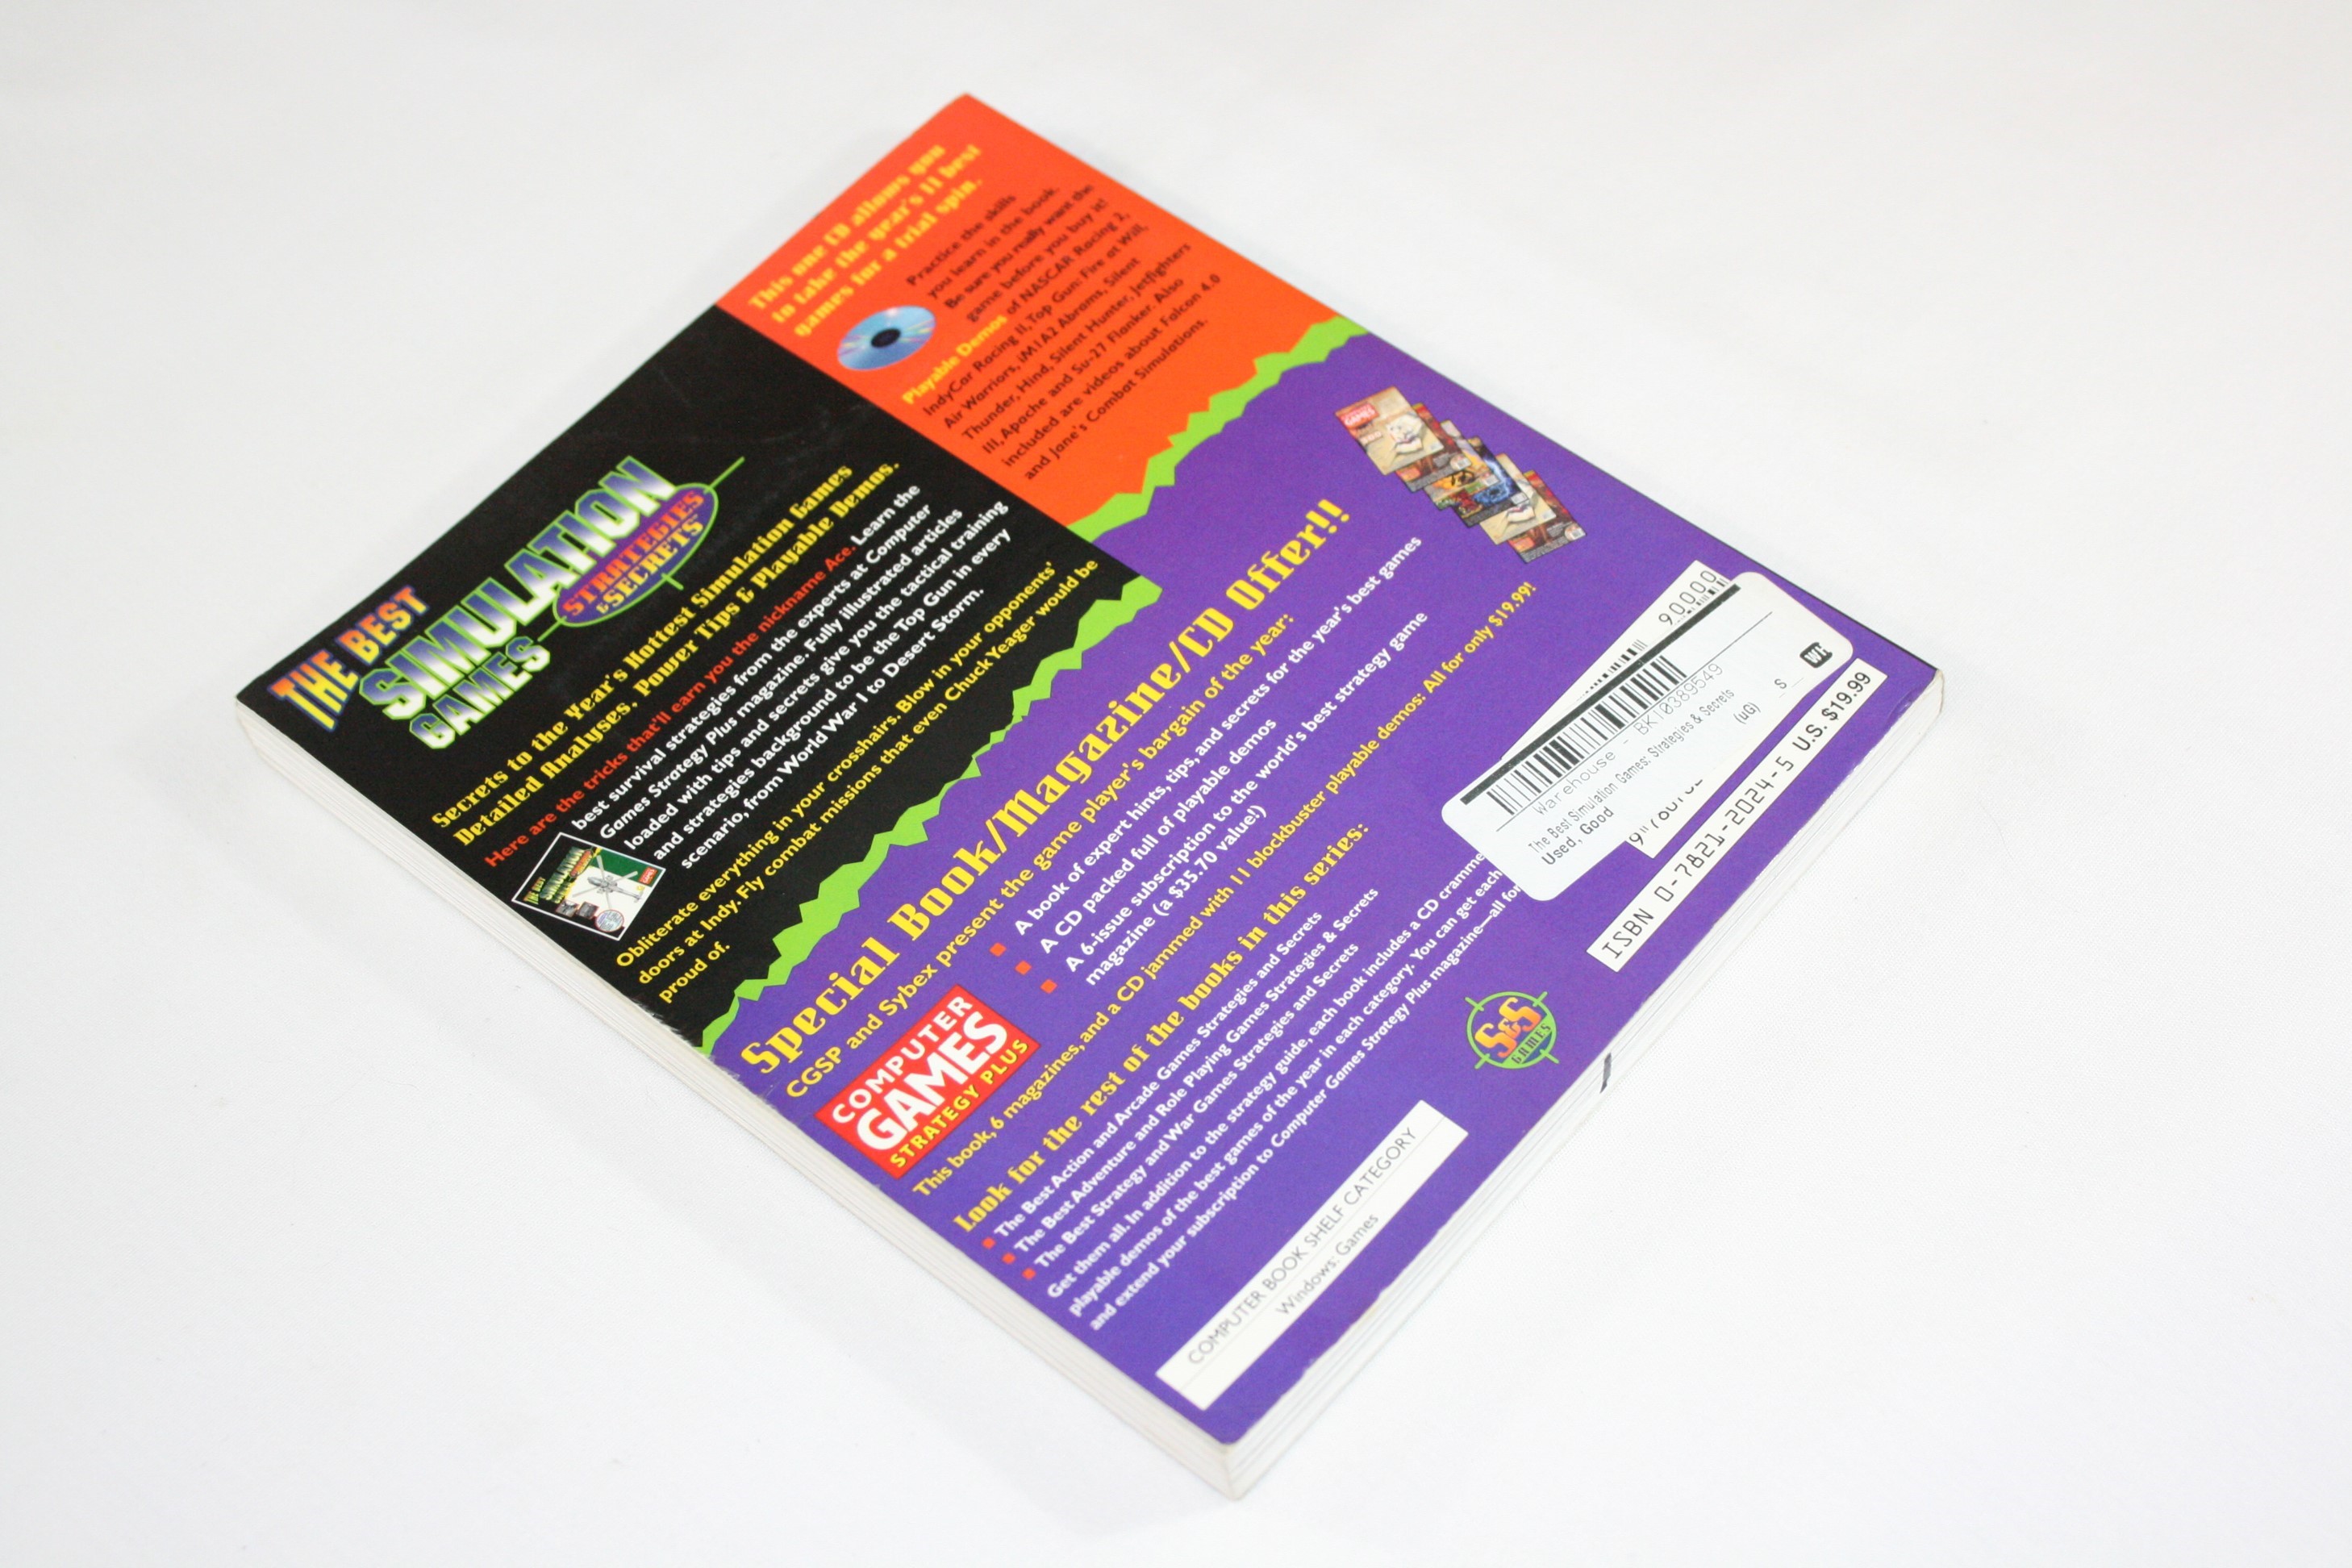 THE BEST
SIMULATION
GAMES
STRATEGIES
& SECRETS
Secrets to the Year's Hottest Simulation Games
Detailed Analyses, Power Tips & Playable Demos.
Here are the tricks that'll earn you the nickname Ace. Learn the
best survival strategies from the experts at Computer
Games Strategy Plus magazine. Fully illustrated articles
loaded with tips and secrets give you the tactical training
and strategies background to be the Top Gun in every
scenario, from World War I to Desert Storm.
Obliterate everything in your crosshairs. Blow in your opponents'
doors at Indy. Fly combat missions that even Chuck Yeager would be
proud of.
This one CD allows you
to take the year's 11 best
games for a trial spin.
Practice the skills
you learn in the book.
Be sure you really want the
game before you buy it!
Playable Demos of NASCAR Racing 2,
IndyCar Racing II, Top Gun: Fire at Will,
Air Warriors, iM1A2 Abrams, Silent
Thunder, Hind, Silent Hunter, Jetfighters
III, Apache and Su-27 Flanker. Also
included are videos about Falcon 4.0
and Jane's Combat Simulations.
Special Book/Magazine/CD Offer!!
CGSP and Sybex present the game player's bargain of the year:
COMPUTER
GAMES
STRATEGY PLUS
A book of expert hints, tips, and secrets for the year's best games
A CD packed full of playable demos
A 6-issue subscription to the world's best strategy game
magazine (a $35.70 value!)
This book, 6 magazines, and a CD jammed with 11 blockbuster playable demos: All for only $19.99!
Look for the rest of the books in this series:
The Best Action and Arcade Games Strategies and Secrets
The Best Adventure and Role Playing Games Strategies & Secrets
The Best Strategy and War Games Strategies and Secrets
Get them all. In addition to the strategy guide, each book includes a CD cramme
playable demos of the best games of the year in each category. You can get each
and extend your subscription to Computer Games Strategy Plus magazine—all for
90000
Warehouse - BK10389549
The Best Simulation Games: Strategies & Secrets
Used, Good
(uG)
S
ISBN 0-7821-2024-5 U.S. $19.99
S&S
GAMES
COMPUTER BOOK SHELF CATEGORY
Windows: Games